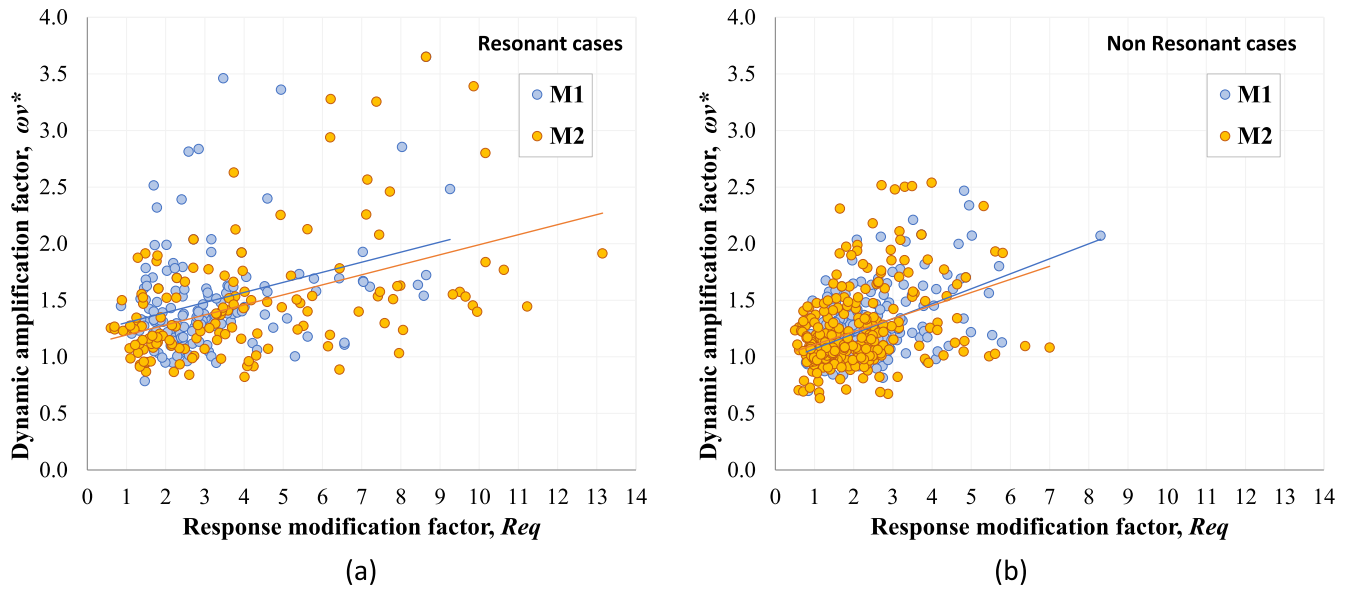 Resonant cases
M1
M2
Dynamic amplification factor, ωv*
4.0
3.5
3.0
2.5
2.0
1.5
1.0
0.5
0.0
0 1 2 3 4 5 6 7 8 9 10 11 12 13 14
Response modification factor, Req
(a)
Non Resonant cases
M1
M2
Dynamic amplification factor, ωv*
4.0
3.5
3.0
2.5
2.0
1.5
1.0
0.5
0.0
0 1 2 3 4 5 6 7 8 9 10 11 12 13 14
Response modification factor, Req
(b)